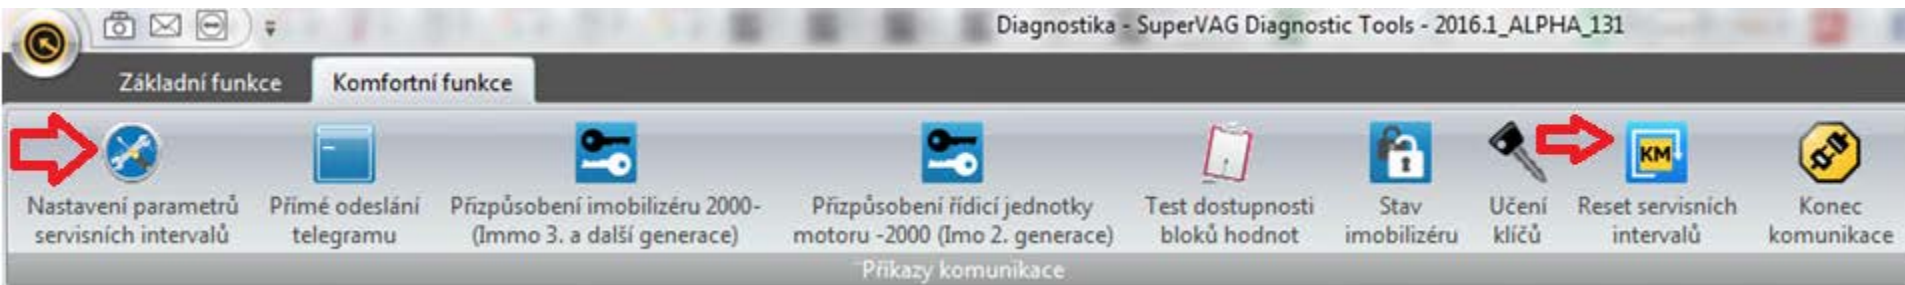 Diagnostika - SuperVAG Diagnostic Tools - 2016.1_ALPHA_131
Základní funkce
Komfortní funkce
Nastavení parametrů
servisních intervalů
Přímé odeslání
telegramu
Přizpůsobení imobilizéru 2000-
(Immo 3. a další generace)
Přizpůsobení řídicí jednotky
motoru -2000 (Imo 2. generace)
Test dostupnosti
bloků hodnot
Stav
imobilizéru
Učení
klíčů
KM
Reset servisních
intervalů
Konec
komunikace
Příkazy komunikace